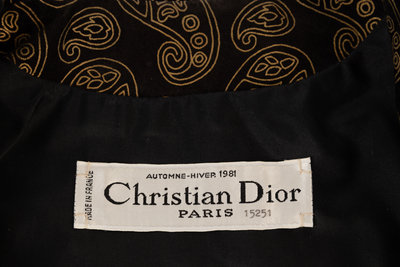 AUTOMNE-HIVER 1981
MADE IN FRANCE
Christian Dior
PARIS 15251